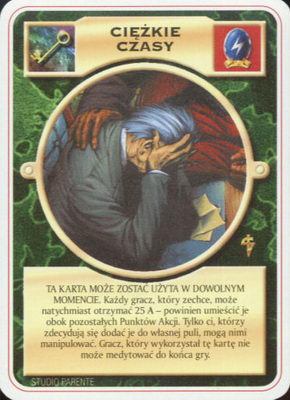 CIĘŻKIE
CZASY
TA KARTA MOŻE ZOSTAĆ UŻYTA W DOWOLNYM
MOMENCIE. Każdy gracz, który zechce, może
natychmiast otrzymać 25 A – powinien umieścić je
obok pozostałych Punktów Akcji. Tylko ci, którzy
zdecydują się dodać je do własnej puli, mogą nimi
manipulować. Gracz, który wykorzystał tę kartę nie
może medytować do końca gry.
STUDIO PARENTE